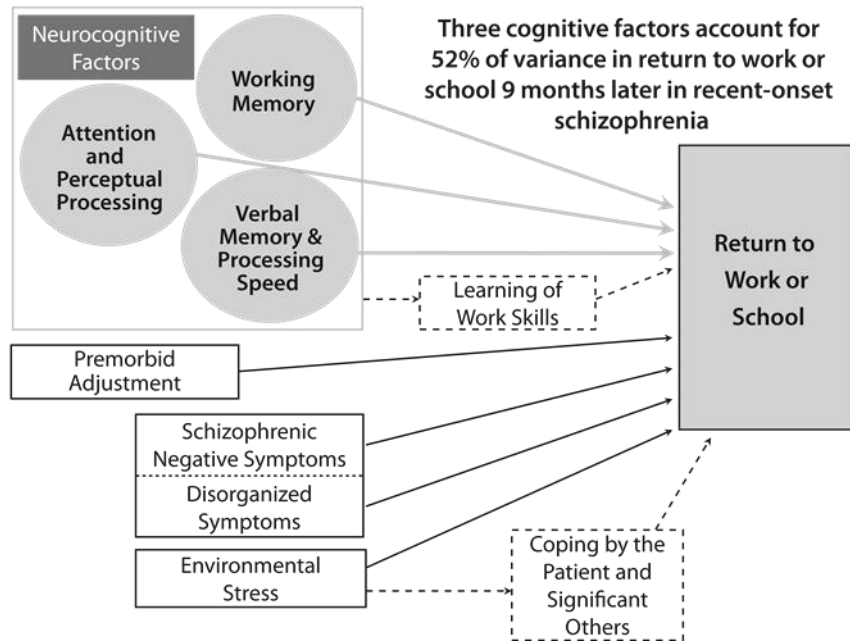 Neurocognitive
Factors
Working
Memory
Attention
and
Perceptual
Processing
Verbal
Memory &
Processing
Speed
Three cognitive factors account for
52% of variance in return to work or
school 9 months later in recent-onset
schizophrenia
Return to
Work or
School
Learning of
Work Skills
Premorbid
Adjustment
Schizophrenic
Negative Symptoms
Disorganized
Symptoms
Environmental
Stress
Coping by the
Patient and
Significant
Others